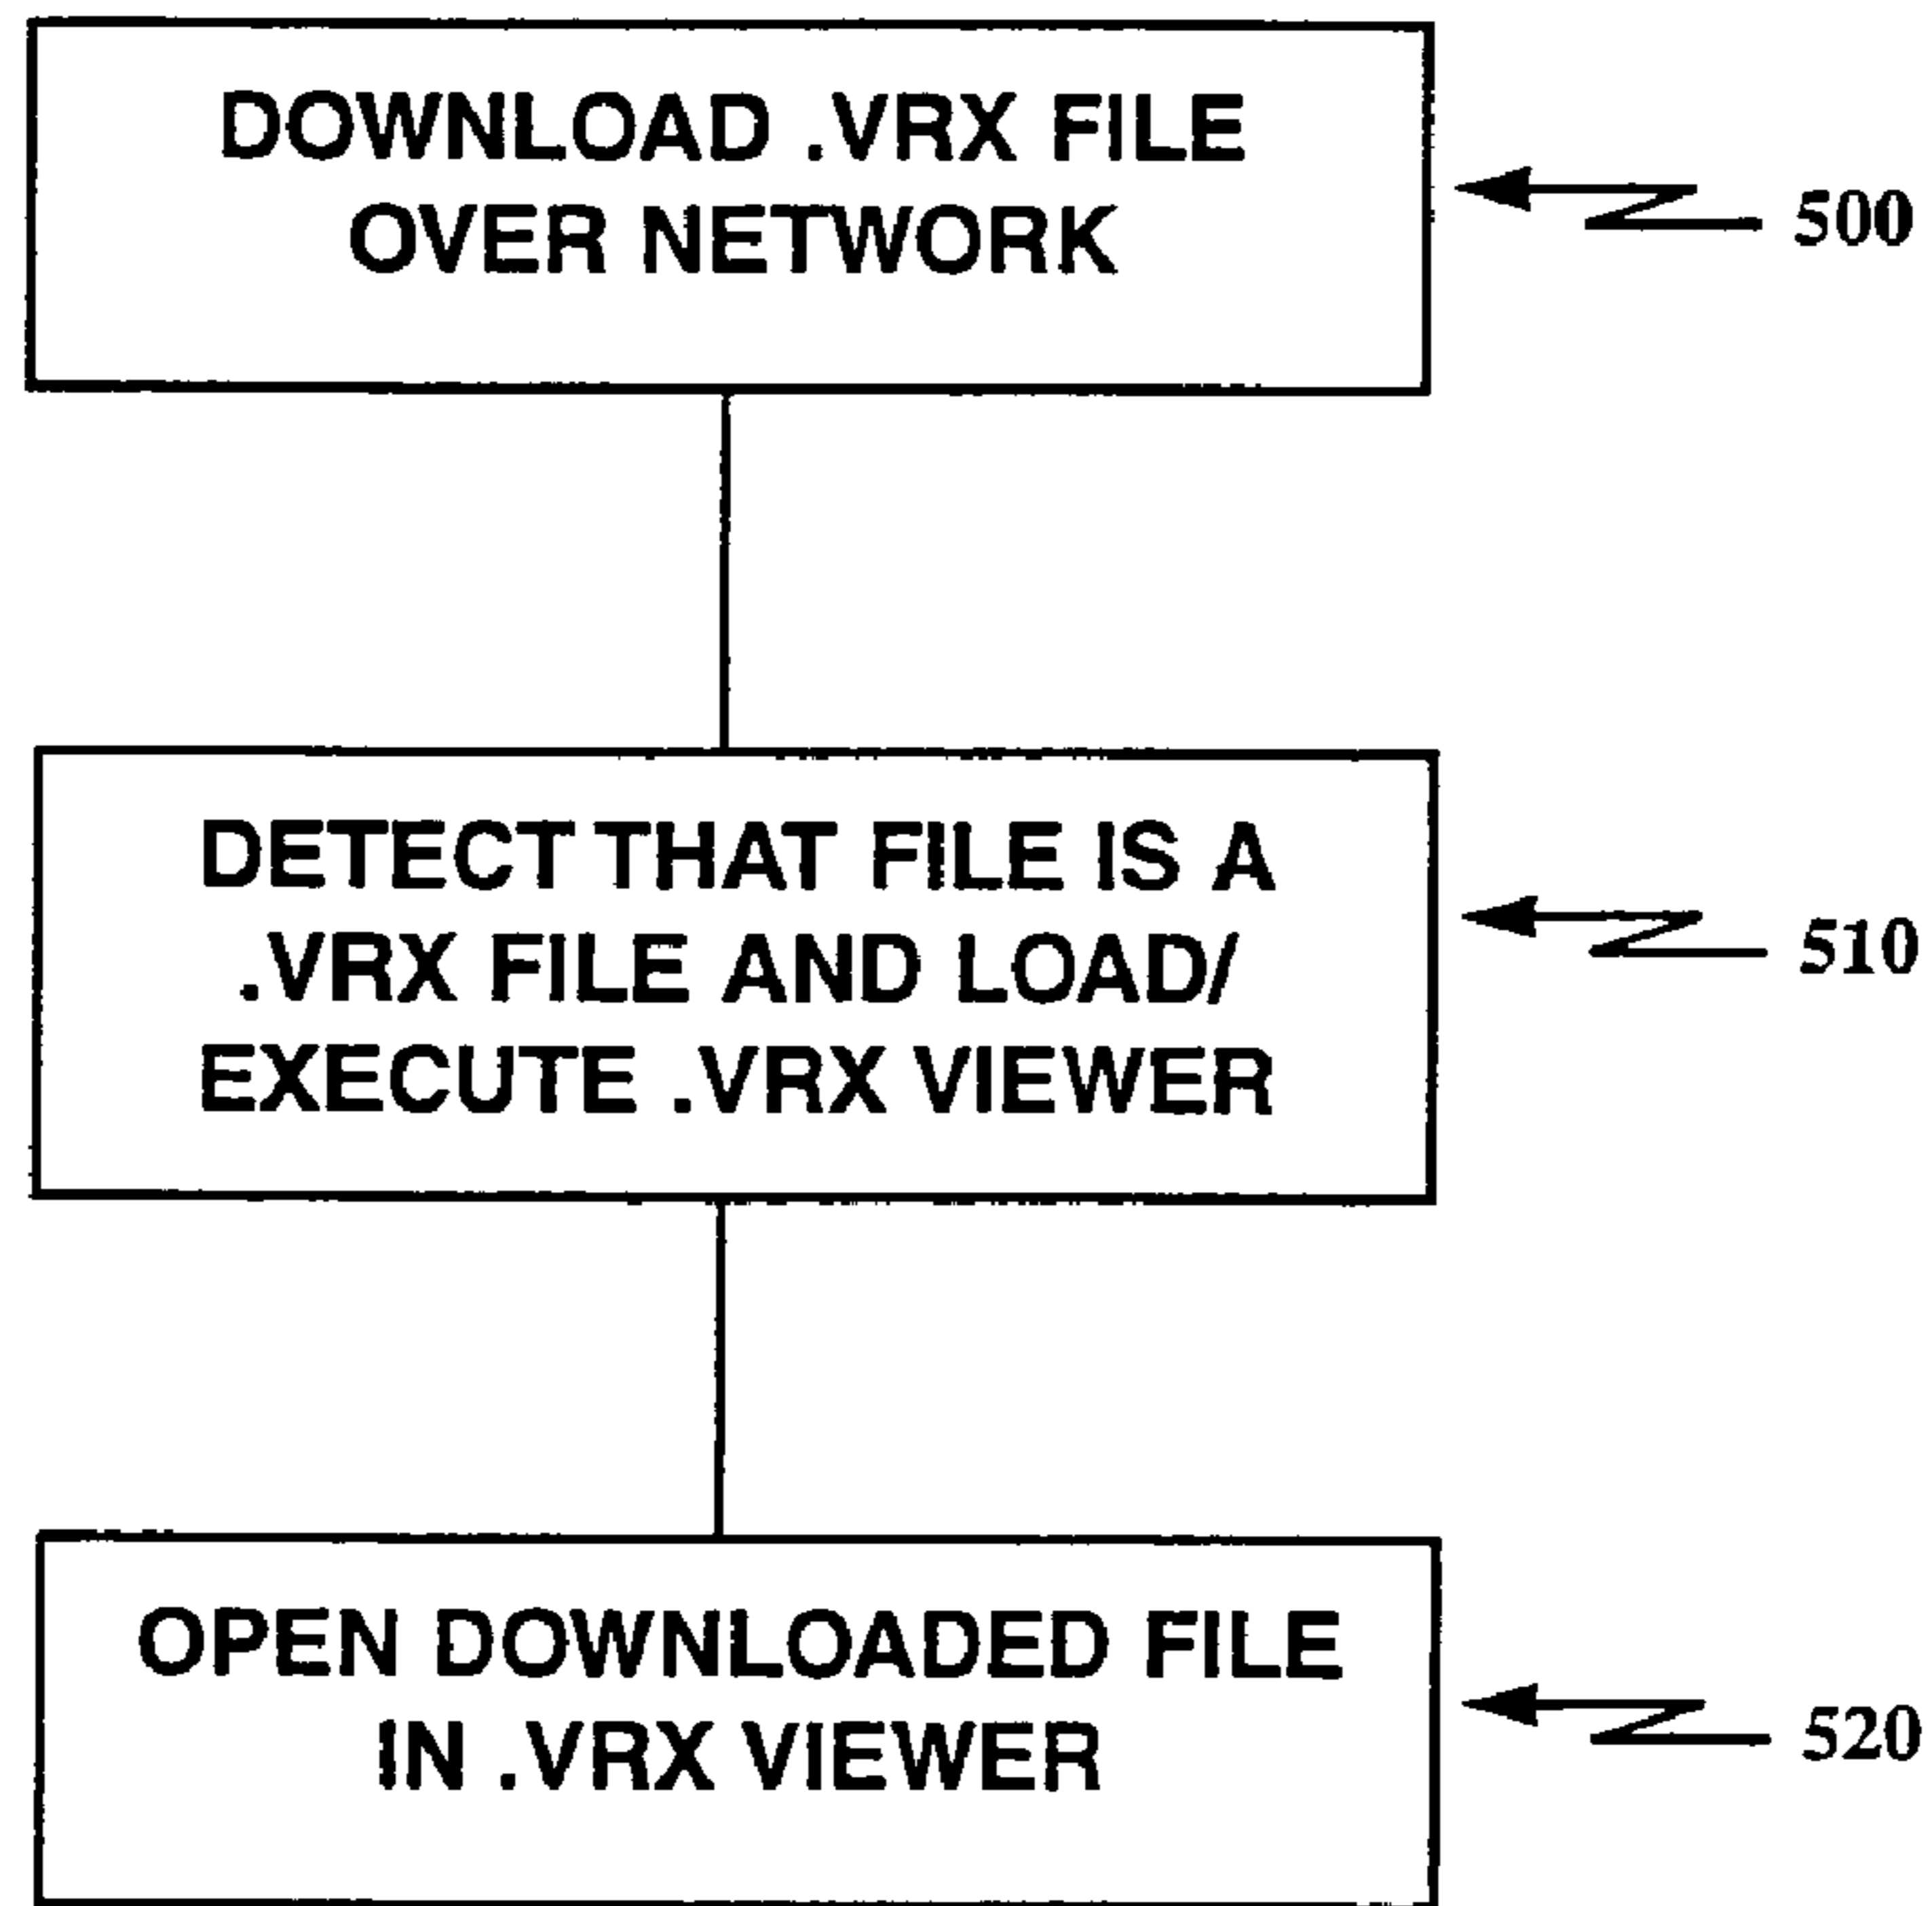 DOWNLOAD .VRX FILE
OVER NETWORK
500
DETECT THAT FILE IS A
.VRX FILE AND LOAD/
EXECUTE .VRX VIEWER
510
OPEN DOWNLOADED FILE
IN .VRX VIEWER
520